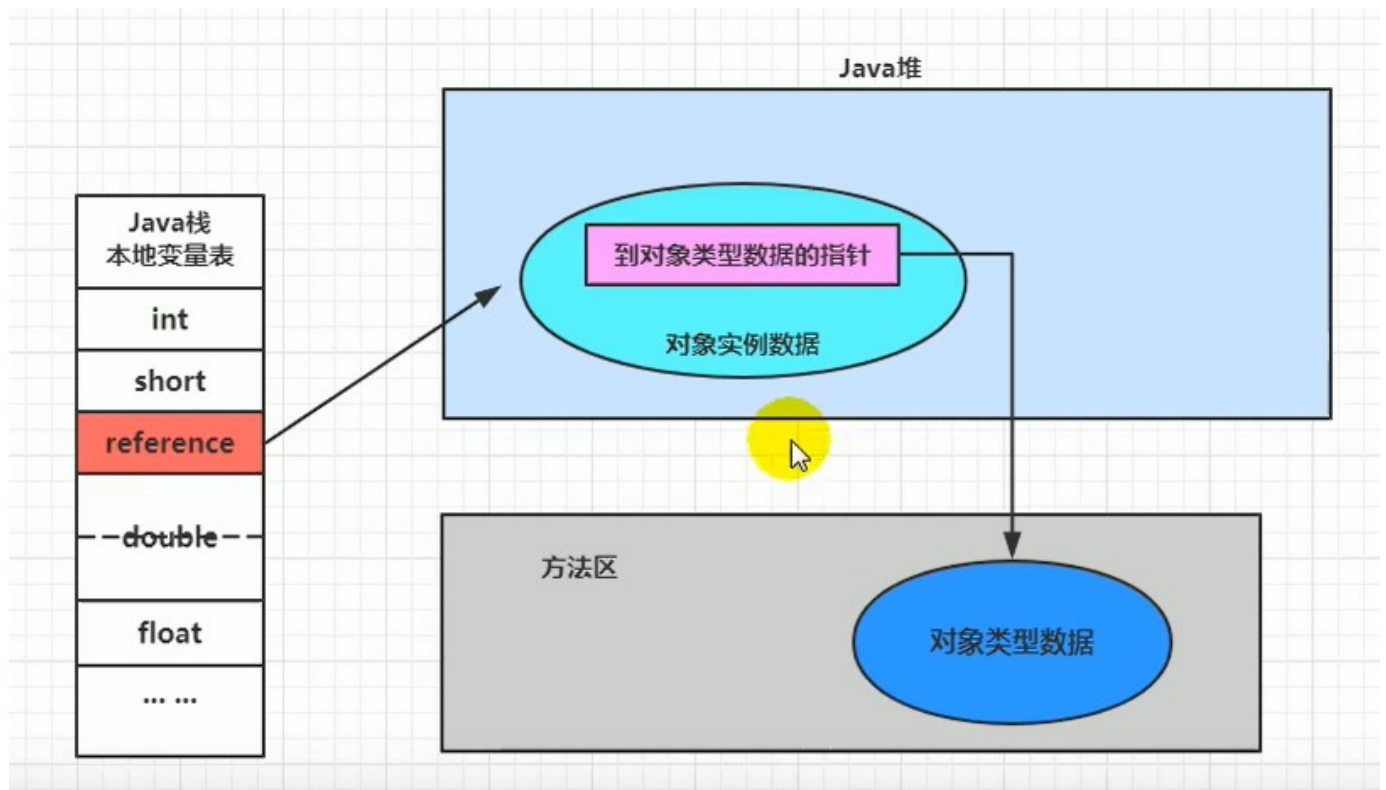 Java堆
Java栈
本地变量表
int
short
reference
double
float
... ...
到对象类型数据的指针
对象实例数据
方法区
对象类型数据